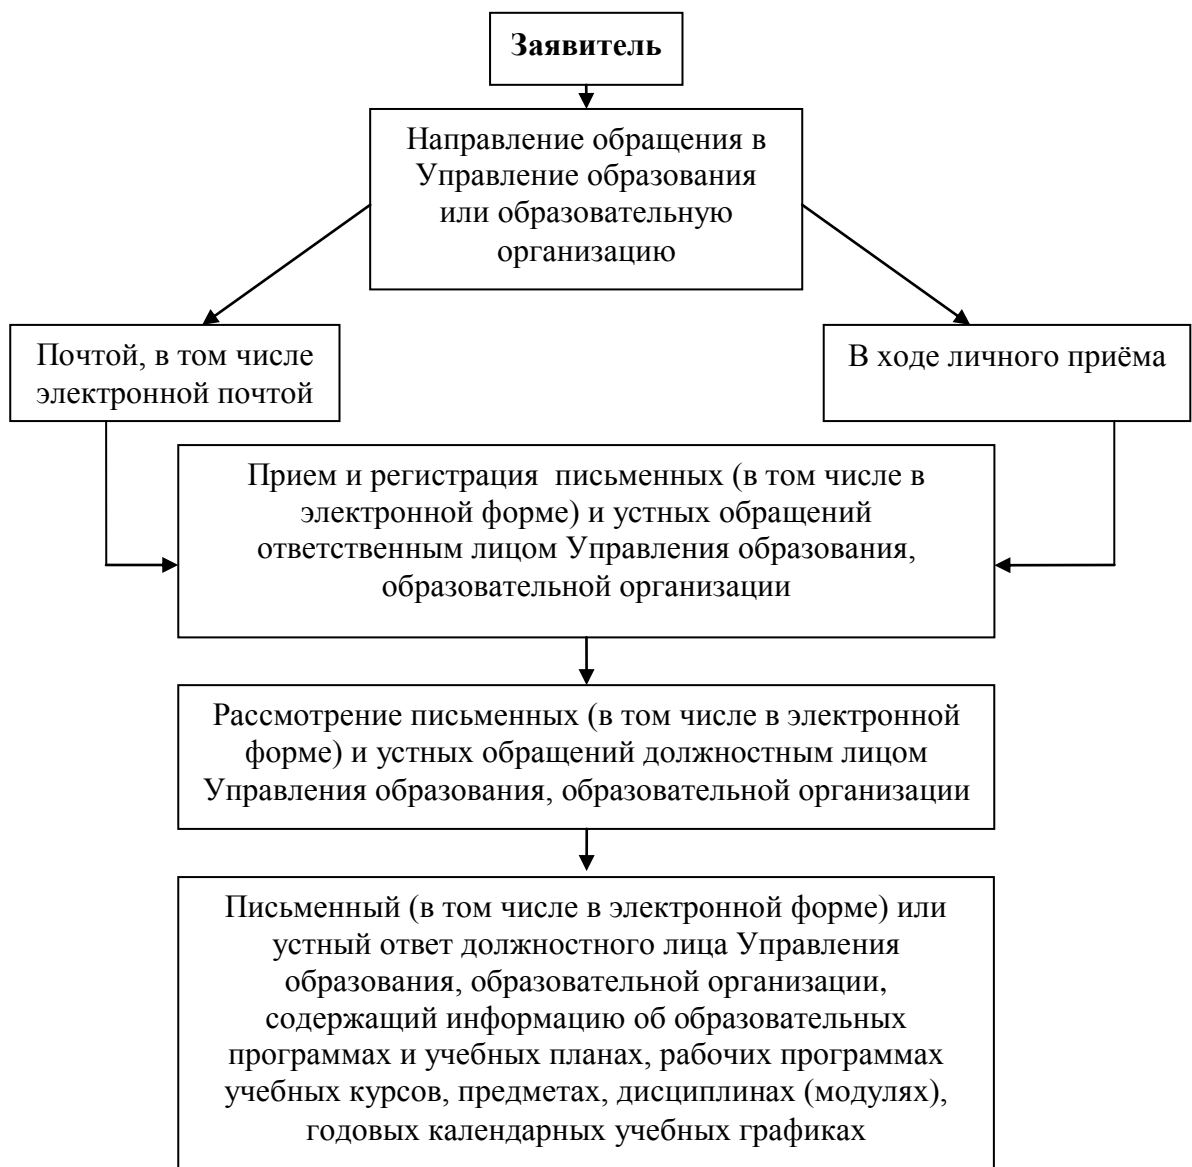 Заявитель
Направление обращения в
Управление образования
или образовательную
организацию
Почтой, в том числе
электронной почтой
В ходе личного приёма
Прием и регистрация  письменных (в том числе в
электронной форме) и устных обращений
ответственным лицом Управления образования,
образовательной организации
Рассмотрение письменных (в том числе в электронной
форме) и устных обращений должностным лицом
Управления образования, образовательной организации
Письменный (в том числе в электронной форме) или
устный ответ должностного лица Управления
образования, образовательной организации,
содержащий информацию об образовательных
программах и учебных планах, рабочих программах
учебных курсов, предметах, дисциплинах (модулях),
годовых календарных учебных графиках